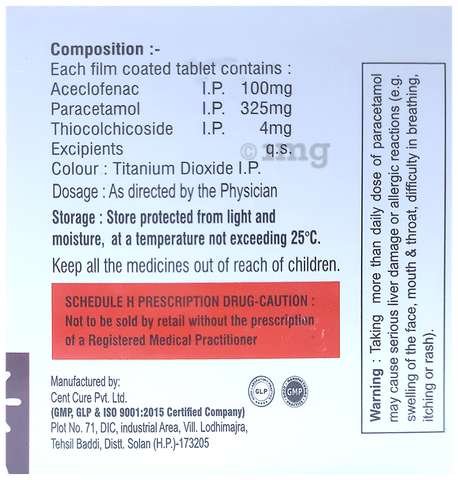 Composition :-
Each film coated tablet contains :
Aceclofenac I.P. 100mg
Paracetamol I.P. 325mg
Thiocolchicoside I.P. 4mg
Excipients q.s.
Colour : Titanium Dioxide I.P.
Dosage : As directed by the Physician
Storage : Store protected from light and
moisture, at a temperature not exceeding 25°C.
Keep all the medicines out of reach of children.
SCHEDULE H PRESCRIPTION DRUG-CAUTION :
Not to be sold by retail without the prescription
of a Registered Medical Practitioner
Manufactured by:
Cent Cure Pvt. Ltd.
(GMP, GLP & ISO 9001:2015 Certified Company)
Plot No. 71, DIC, industrial Area, Vill. Lodhimajra,
Tehsil Baddi, Distt. Solan (H.P.)-173205
GLP
GMP
Warning : Taking more than daily dose of paracetamol
may cause serious liver damage or allergic reactions (e.g.
swelling of the face, mouth & throat, difficulty in breathing,
itching or rash).
1mg